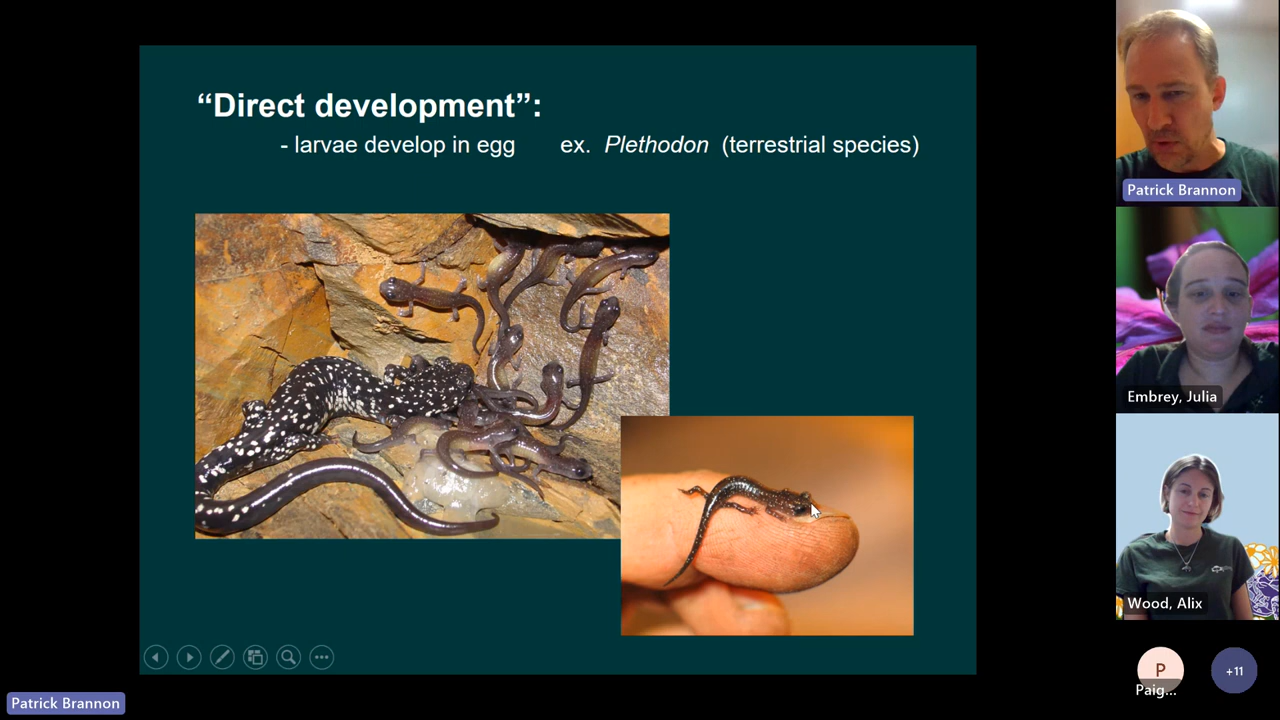 “Direct development”:
- larvae develop in egg ex. Plethodon (terrestrial species)
Patrick Brannon
Embrey, Julia
Wood, Alix
P
Paig...
+11
Patrick Brannon